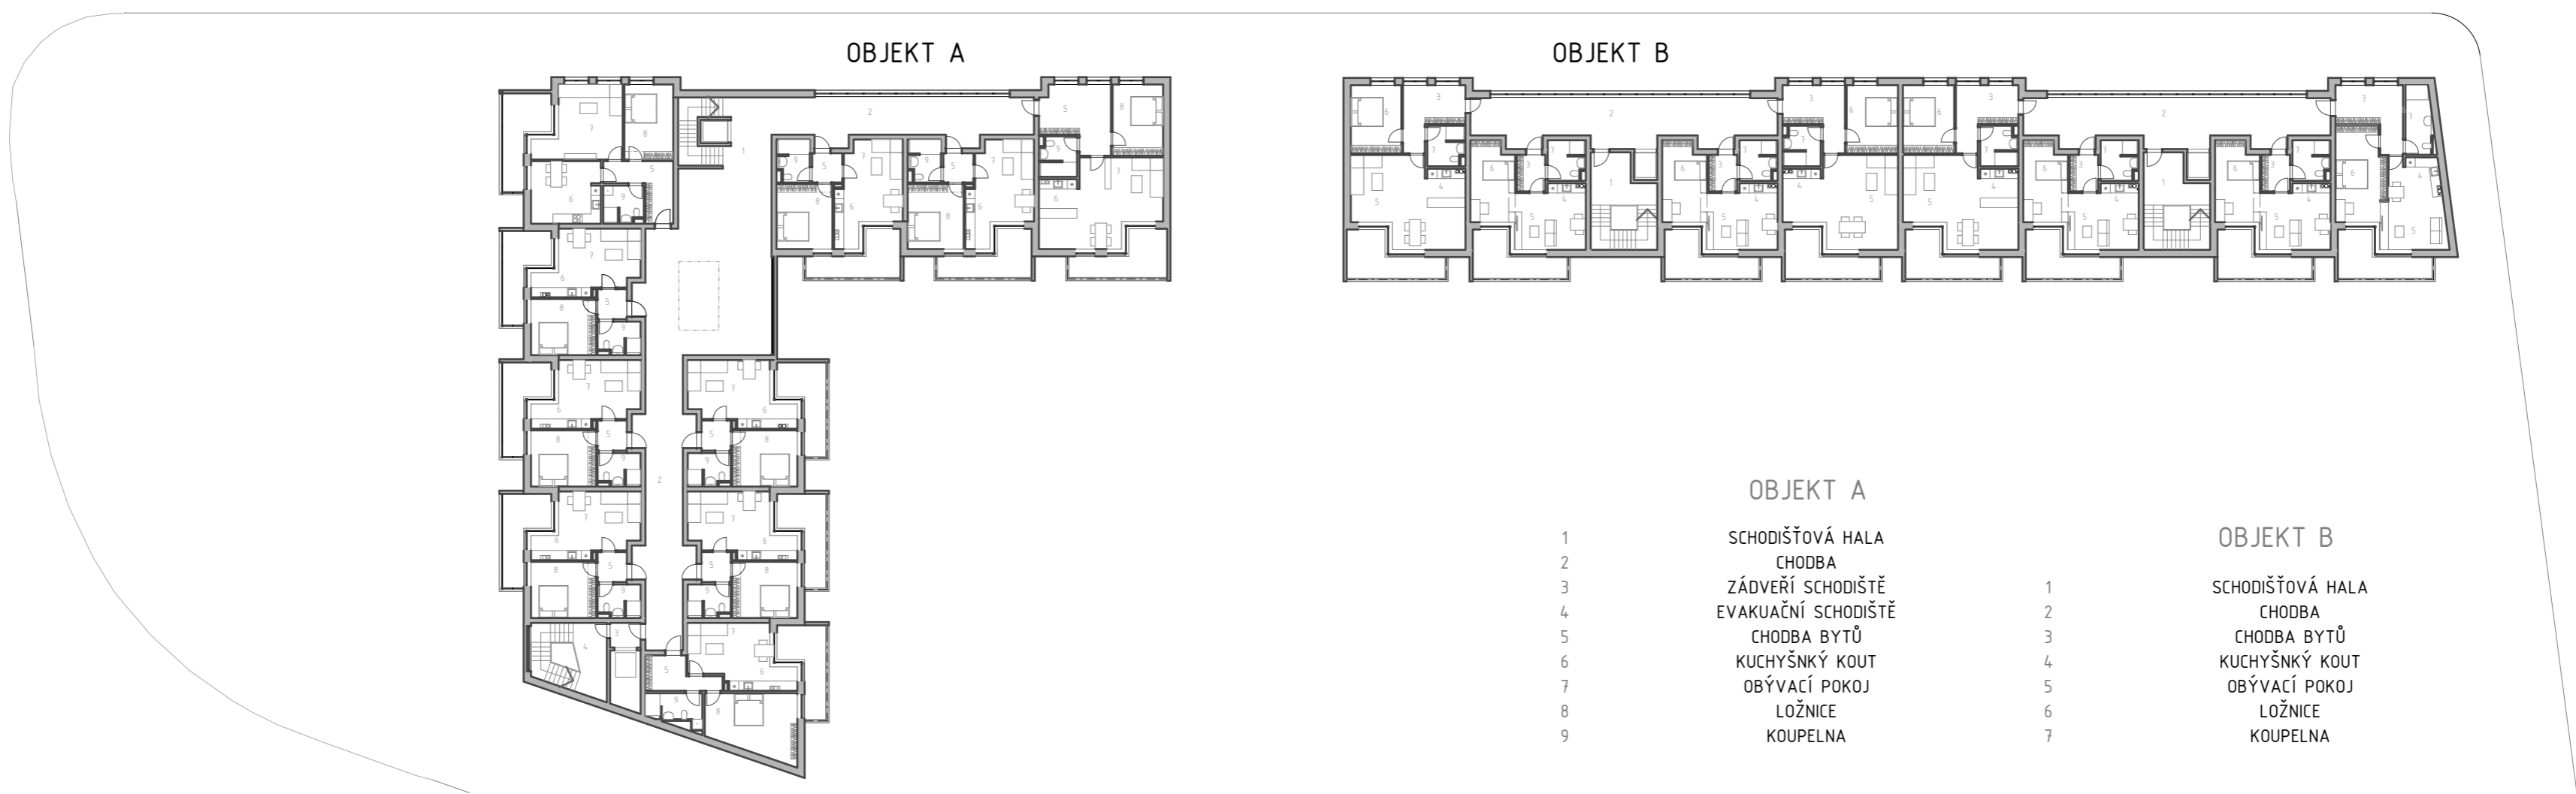 OBJEKT A
OBJEKT B
OBJEKT A
1 SCHODIŠŤOVÁ HALA
2 CHODBA
3 ZÁDVEŘÍ SCHODIŠTĚ
4 EVAKUAČNÍ SCHODIŠTĚ
5 CHODBA BYTŮ
6 KUCHYŠNKÝ KOUT
7 OBÝVACÍ POKOJ
8 LOŽNICE
9 KOUPELNA
OBJEKT B
1 SCHODIŠŤOVÁ HALA
2 CHODBA
3 CHODBA BYTŮ
4 KUCHYŠNKÝ KOUT
5 OBÝVACÍ POKOJ
6 LOŽNICE
7 KOUPELNA